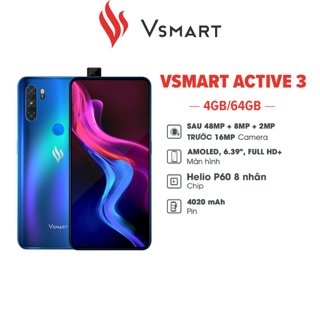 VSMART
VSMART ACTIVE 3
— 4GB/64GB —
SAU 48MP + 8MP + 2MP
TRƯỚC 16MP Camera
AMOLED, 6.39", FULL HD+
Màn hình
Helio P60 8 nhân
Chip
4020 mAh
Pin